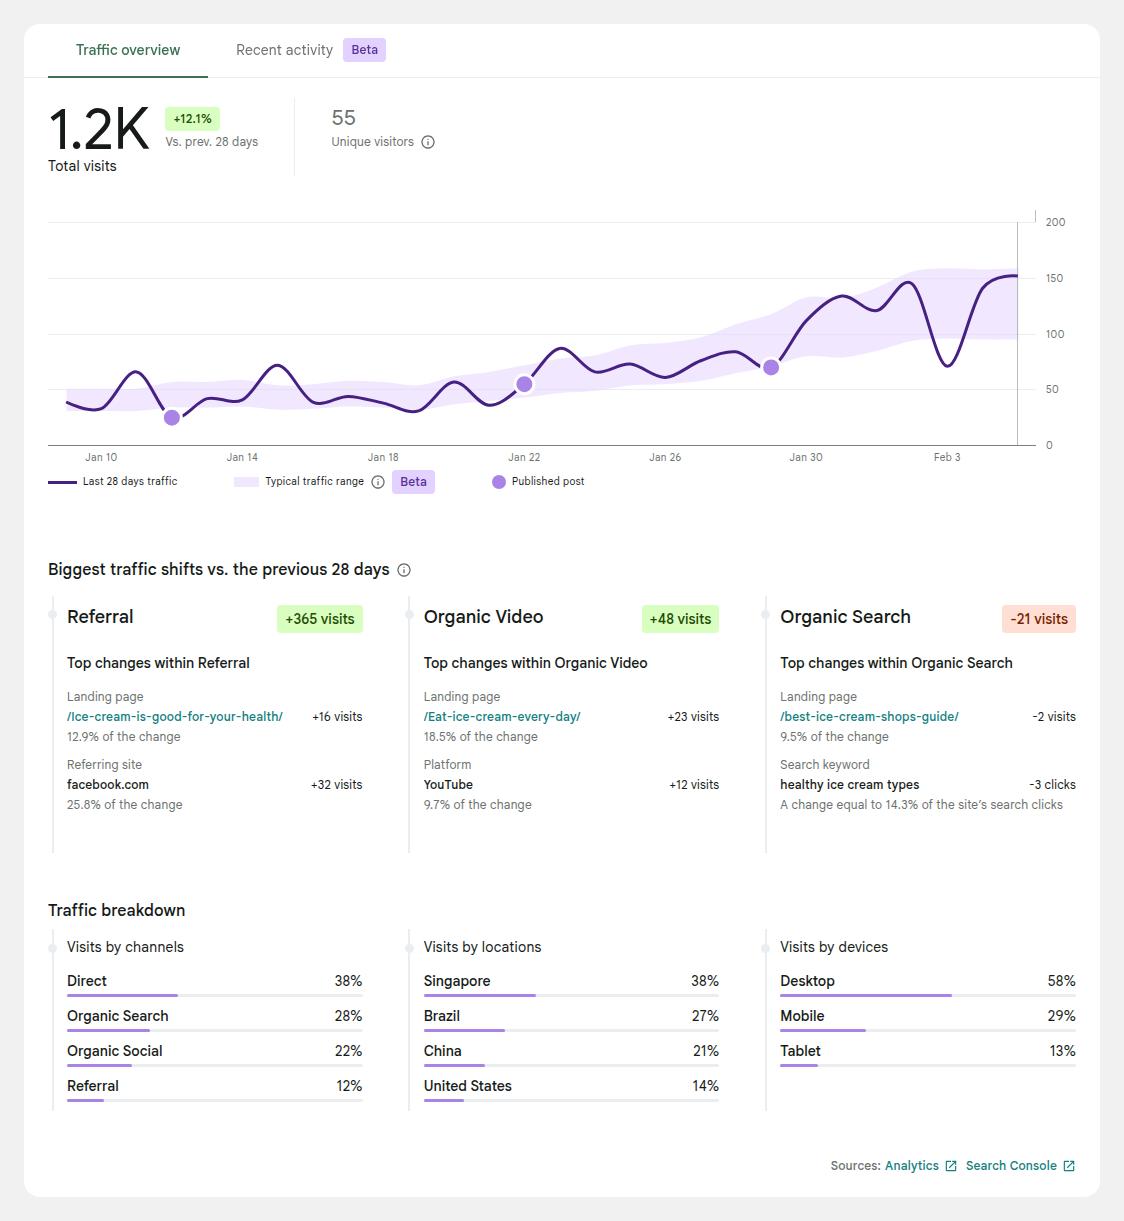 Traffic overview
Recent activity Beta
1.2K
+12.1%
Vs. prev. 28 days
Total visits
55
Unique visitors
200
150
100
50
0
Jan 10 Jan 14 Jan 18 Jan 22 Jan 26 Jan 30 Feb 3
Last 28 days traffic Typical traffic range Beta Published post
Biggest traffic shifts vs. the previous 28 days
Referral +365 visits
Top changes within Referral
Landing page
/Ice-cream-is-good-for-your-health/ +16 visits
12.9% of the change
Referring site
facebook.com +32 visits
25.8% of the change
Organic Video +48 visits
Top changes within Organic Video
Landing page
/Eat-ice-cream-every-day/ +23 visits
18.5% of the change
Platform
YouTube +12 visits
9.7% of the change
Organic Search -21 visits
Top changes within Organic Search
Landing page
/best-ice-cream-shops-guide/ -2 visits
9.5% of the change
Search keyword
healthy ice cream types -3 clicks
A change equal to 14.3% of the site's search clicks
Traffic breakdown
Visits by channels
Direct 38%
Organic Search 28%
Organic Social 22%
Referral 12%
Visits by locations
Singapore 38%
Brazil 27%
China 21%
United States 14%
Visits by devices
Desktop 58%
Mobile 29%
Tablet 13%
Sources: Analytics Search Console